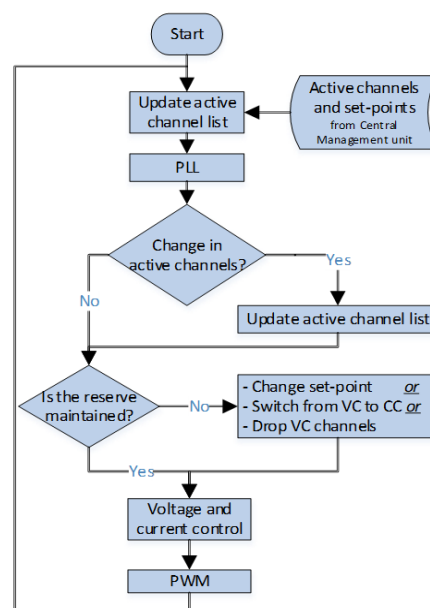 Start
Update active
channel list
Active channels
and set-points
from Central
Management unit
PLL
Change in
active channels?
Yes
No
Update active channel list
Is the reserve
maintained?
No
- Change set-point or
- Switch from VC to CC or
- Drop VC channels
Yes
Voltage and
current control
PWM